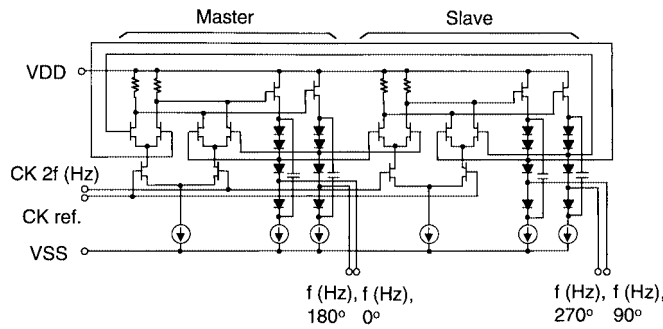 Master
Slave
VDD
CK 2f (Hz)
CK ref.
VSS
f (Hz), f (Hz),
180° 0°
f (Hz), f (Hz),
270° 90°